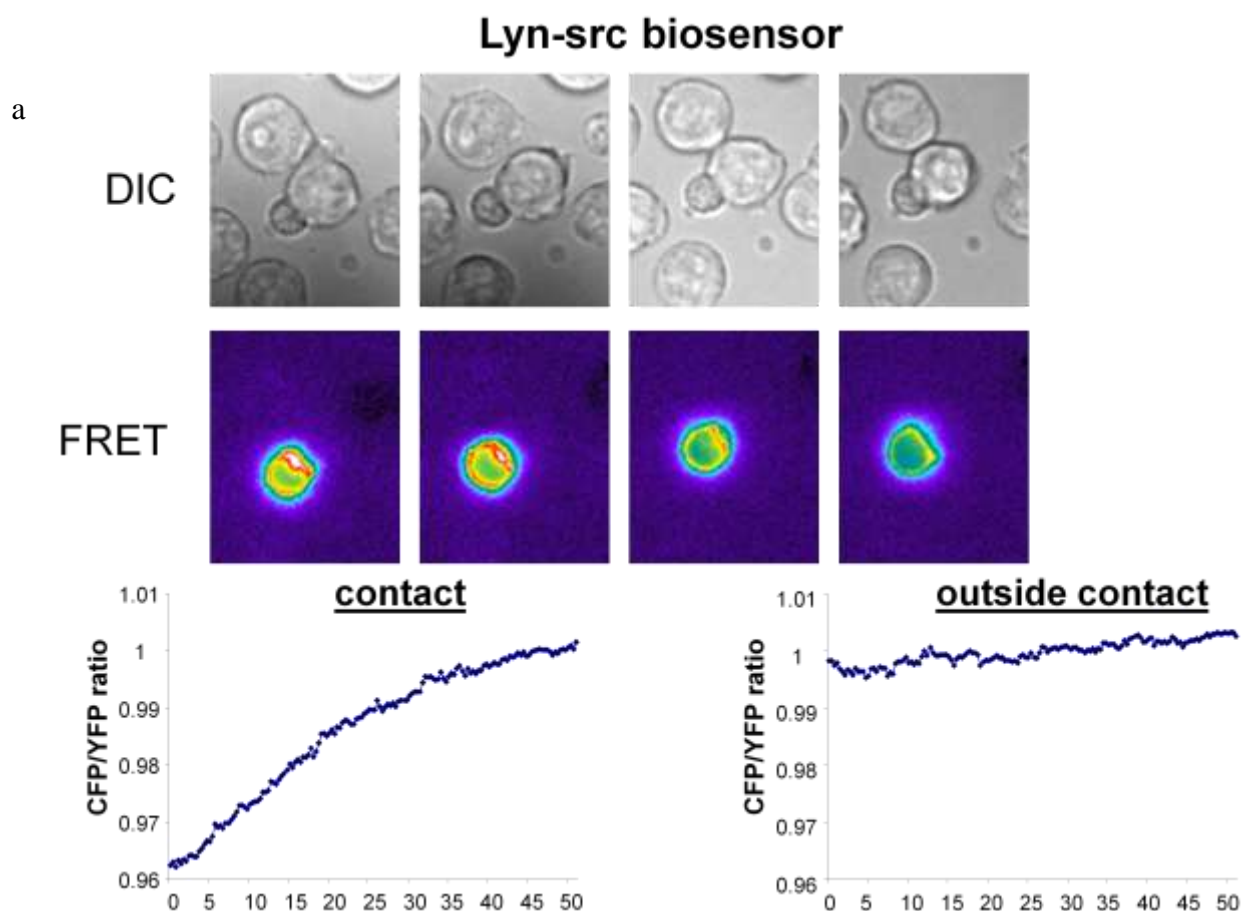 Lyn-src biosensor
a
DIC
FRET
contact
outside contact
CFP/YFP ratio
1.01
1
0.99
0.98
0.97
0.96
0 5 10 15 20 25 30 35 40 45 50
CFP/YFP ratio
1.01
1
0.99
0.98
0.97
0.96
0 5 10 15 20 25 30 35 40 45 50